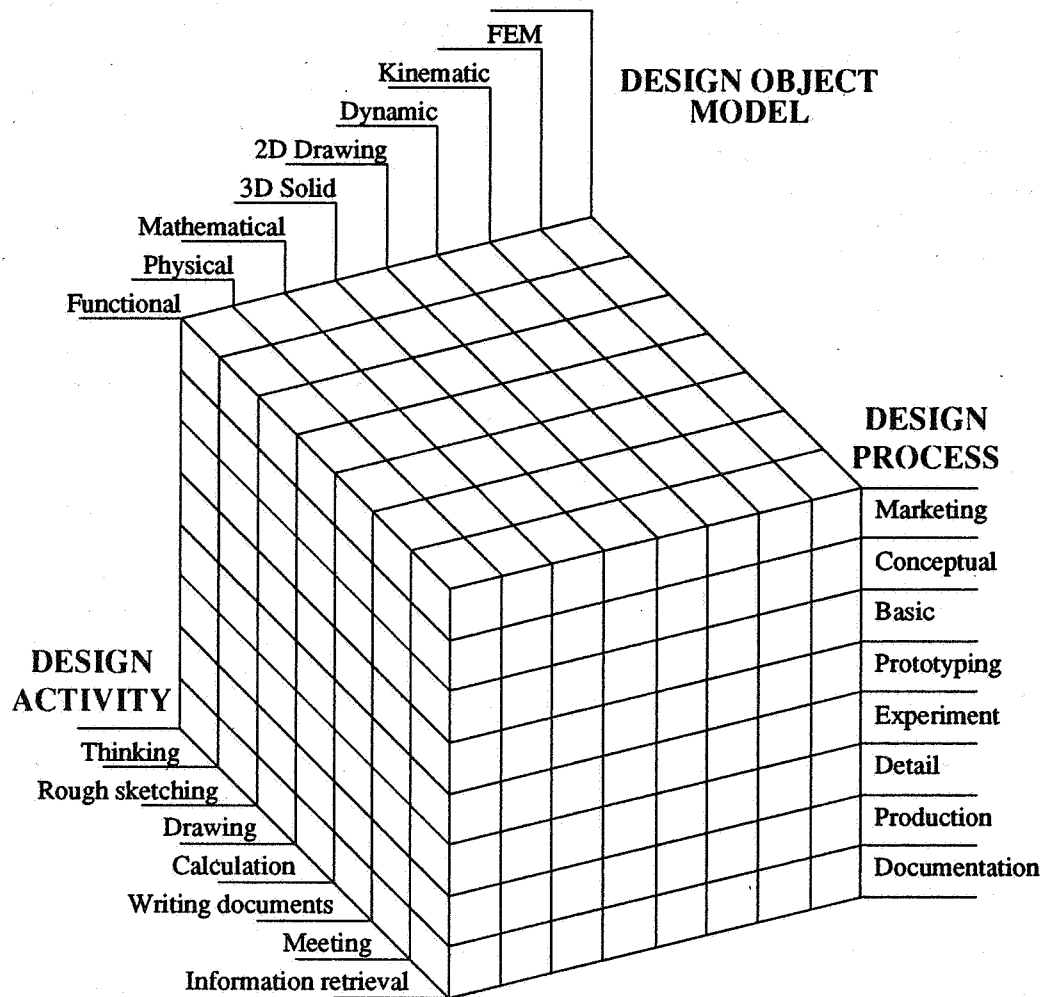 FEM
Kinematic
Dynamic
2D Drawing
3D Solid
Mathematical
Physical
Functional
DESIGN OBJECT
MODEL
DESIGN
PROCESS
Marketing
Conceptual
Basic
Prototyping
Experiment
Detail
Production
Documentation
DESIGN
ACTIVITY
Thinking
Rough sketching
Drawing
Calculation
Writing documents
Meeting
Information retrieval